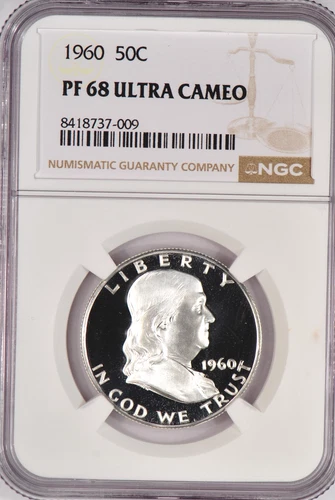 1960 50C
PF 68 ULTRA CAMEO
8418737-009
NUMISMATIC GUARANTY COMPANY NGC
LIBERTY
1960
IN GOD WE TRUST